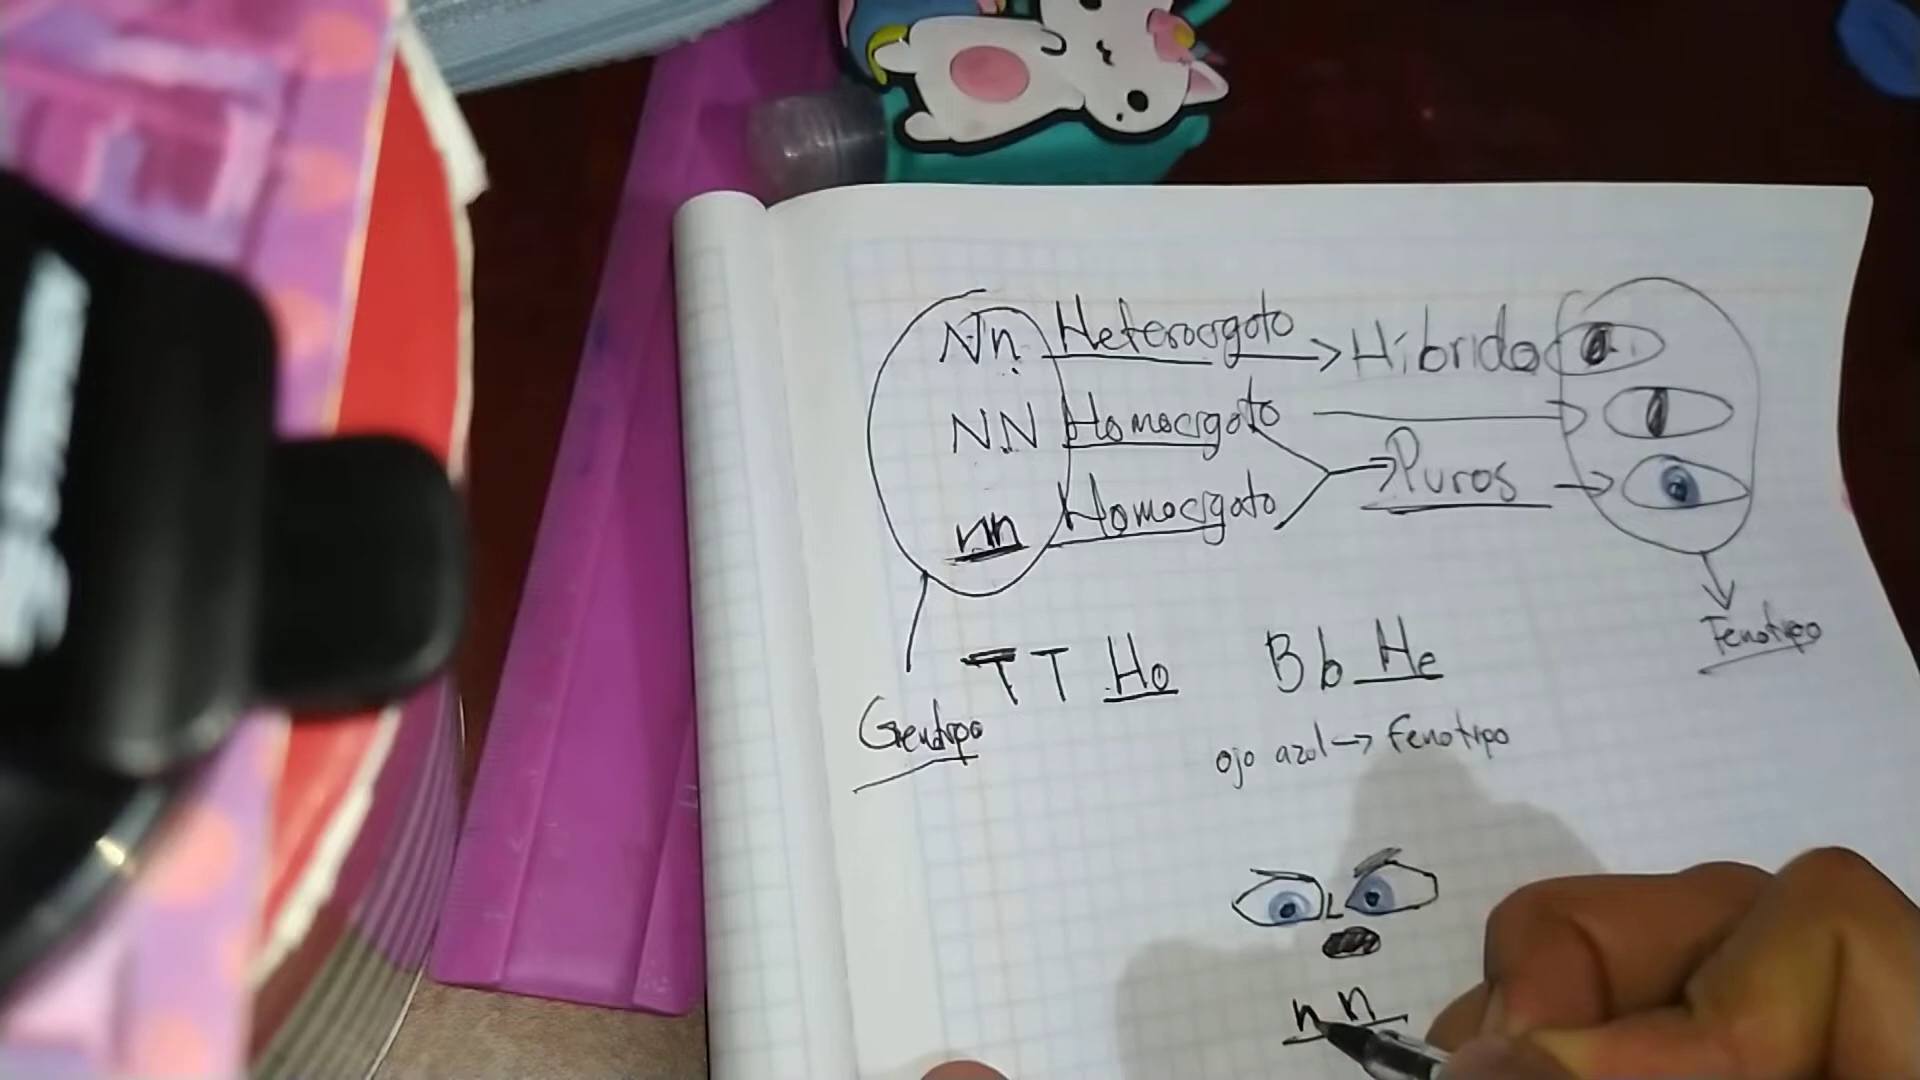 Nn Heterocigoto → Híbrido
NN Homocigoto
nn Homocigoto → Puros →
Fenotipo
TT Ho Bb He
Genotipo
ojo azul → Fenotipo
nn